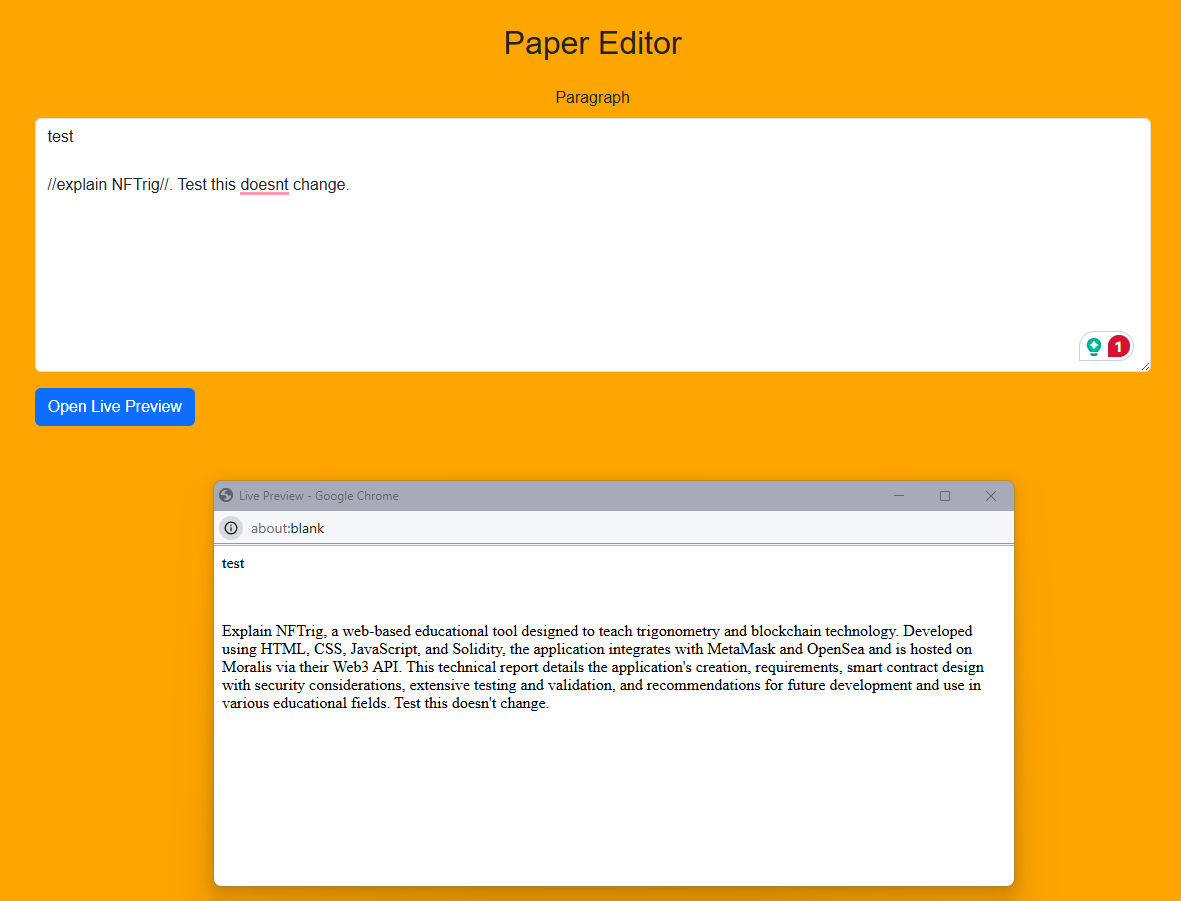 Paper Editor
Paragraph
test
//explain NFTrig//. Test this doesnt change.
1
Open Live Preview
Live Preview - Google Chrome
about:blank
test
Explain NFTrig, a web-based educational tool designed to teach trigonometry and blockchain technology. Developed
using HTML, CSS, JavaScript, and Solidity, the application integrates with MetaMask and OpenSea and is hosted on
Moralis via their Web3 API. This technical report details the application's creation, requirements, smart contract design
with security considerations, extensive testing and validation, and recommendations for future development and use in
various educational fields. Test this doesn't change.